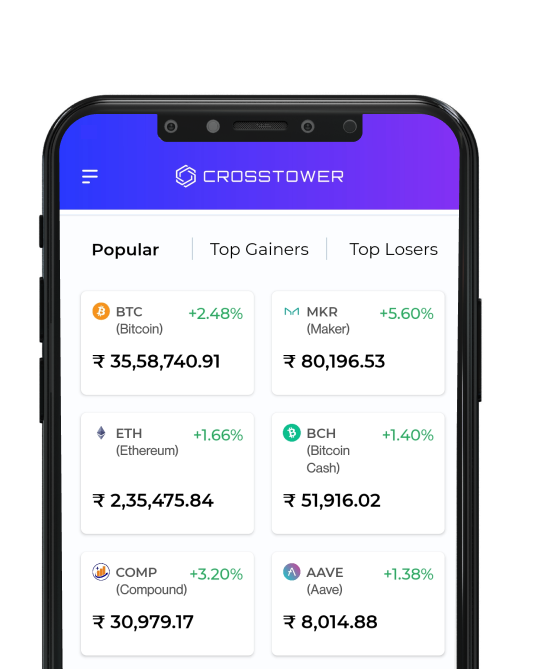 CROSSTOWER
Popular
Top Gainers
Top Losers
BTC +2.48%
(Bitcoin)
₹ 35,58,740.91
MKR +5.60%
(Maker)
₹ 80,196.53
ETH +1.66%
(Ethereum)
₹ 2,35,475.84
BCH +1.40%
(Bitcoin
Cash)
₹ 51,916.02
COMP +3.20%
(Compound)
₹ 30,979.17
AAVE +1.38%
(Aave)
₹ 8,014.88